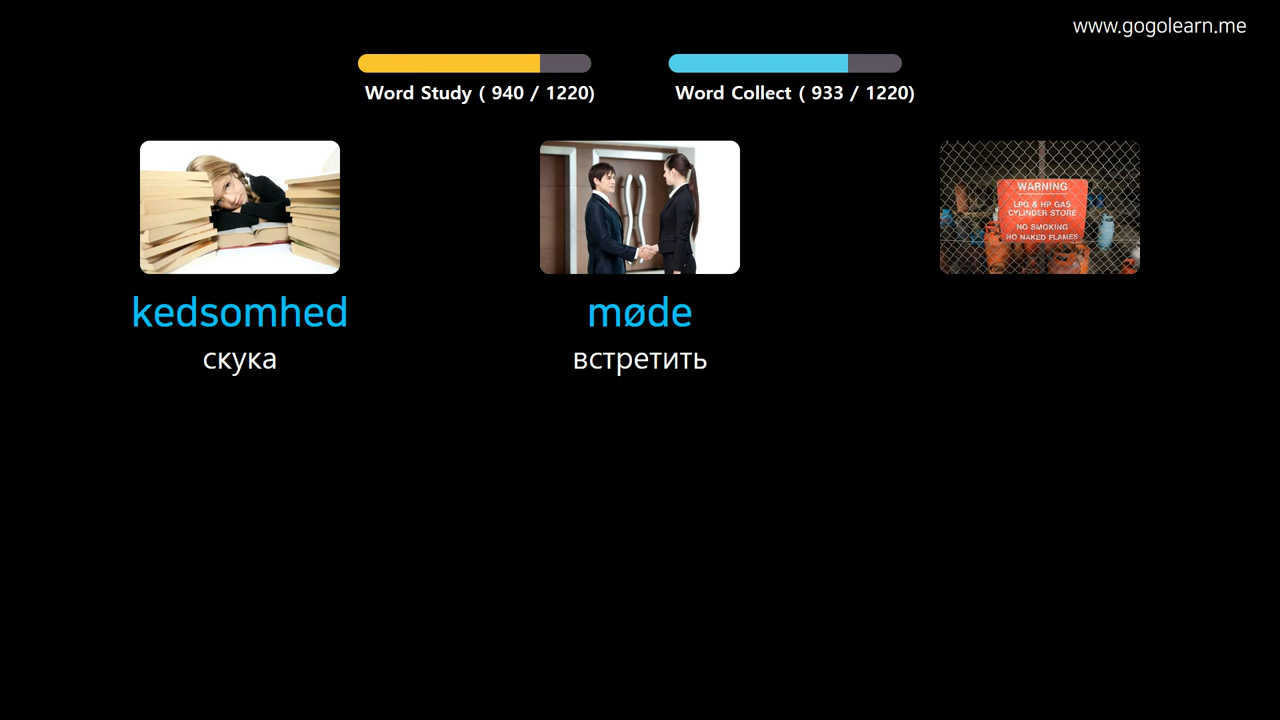 www.gogolearn.me
Word Study ( 940 / 1220)
Word Collect ( 933 / 1220)
WARNING
LPG & HP GAS
CYLINDER STORE
NO SMOKING
NO NAKED FLAMES
kedsomhed
møde
скука
встретить